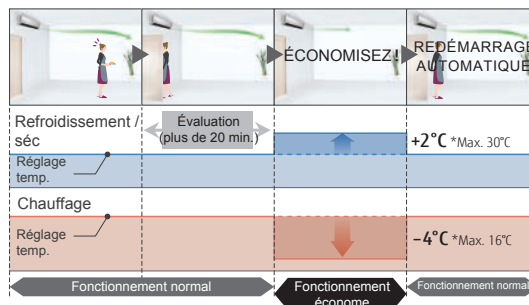 ÉCONOMISEZ !
REDÉMARRAGE
AUTOMATIQUE
Refroidissement /
séc
Évaluation
(plus de 20 min.)
Réglage
temp.
+2°C *Max. 30°C
Chauffage
Réglage
temp.
–4°C *Max. 16°C
Fonctionnement normal
Fonctionnement
économe
Fonctionnement normal